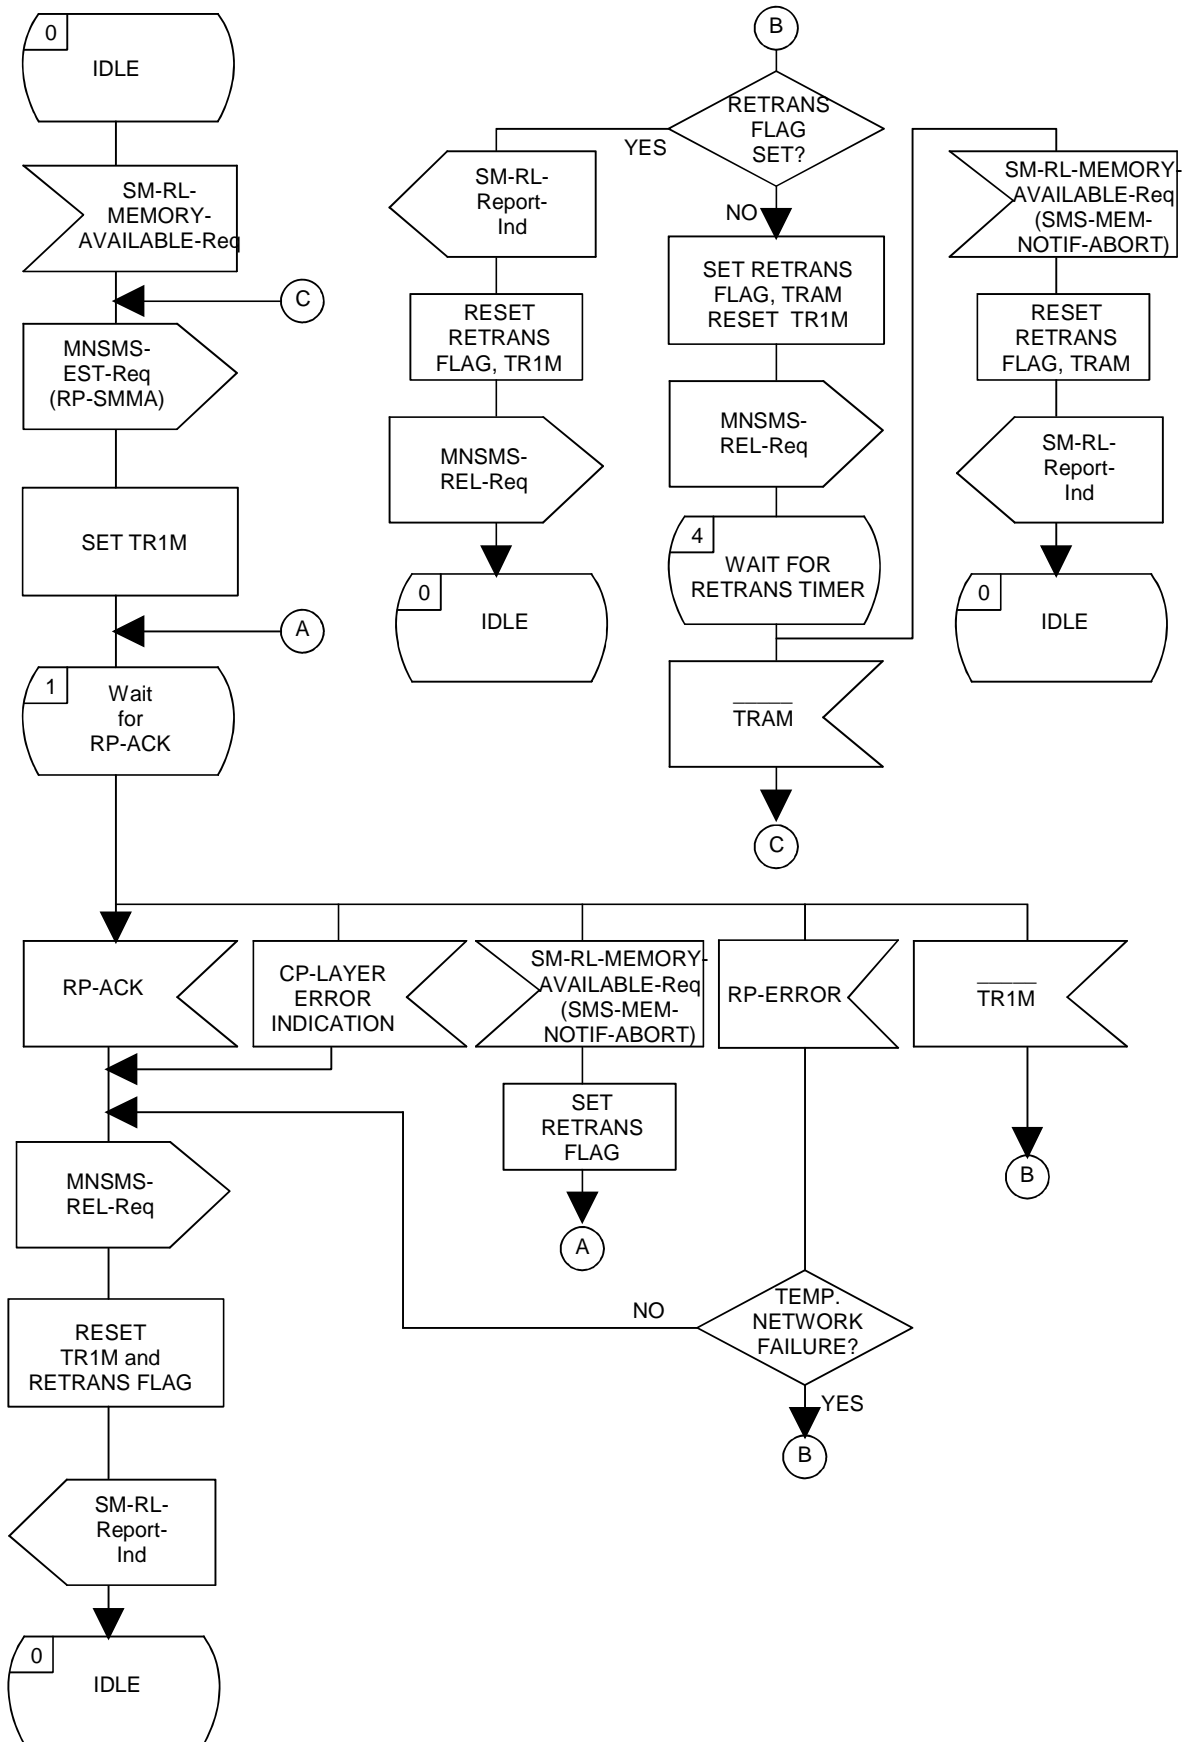 0
IDLE
SM-RL-
MEMORY-
AVAILABLE-Req
C
MNSMS-
EST-Req
(RP-SMMA)
SET TR1M
A
1
Wait
for
RP-ACK
B
RETRANS
FLAG
SET?
YES
NO
SM-RL-
Report-
Ind
RESET
RETRANS
FLAG, TR1M
MNSMS-
REL-Req
0
IDLE
SET RETRANS
FLAG, TRAM
RESET TR1M
MNSMS-
REL-Req
4
WAIT FOR
RETRANS TIMER
TRAM
C
SM-RL-MEMORY-
AVAILABLE-Req
(SMS-MEM-
NOTIF-ABORT)
RESET
RETRANS
FLAG, TRAM
SM-RL-
Report-
Ind
0
IDLE
RP-ACK
CP-LAYER
ERROR
INDICATION
SM-RL-MEMORY-
AVAILABLE-Req
(SMS-MEM-
NOTIF-ABORT)
RP-ERROR
TR1M
SET
RETRANS
FLAG
A
B
MNSMS-
REL-Req
NO
TEMP.
NETWORK
FAILURE?
YES
B
RESET
TR1M and
RETRANS FLAG
SM-RL-
Report-
Ind
0
IDLE